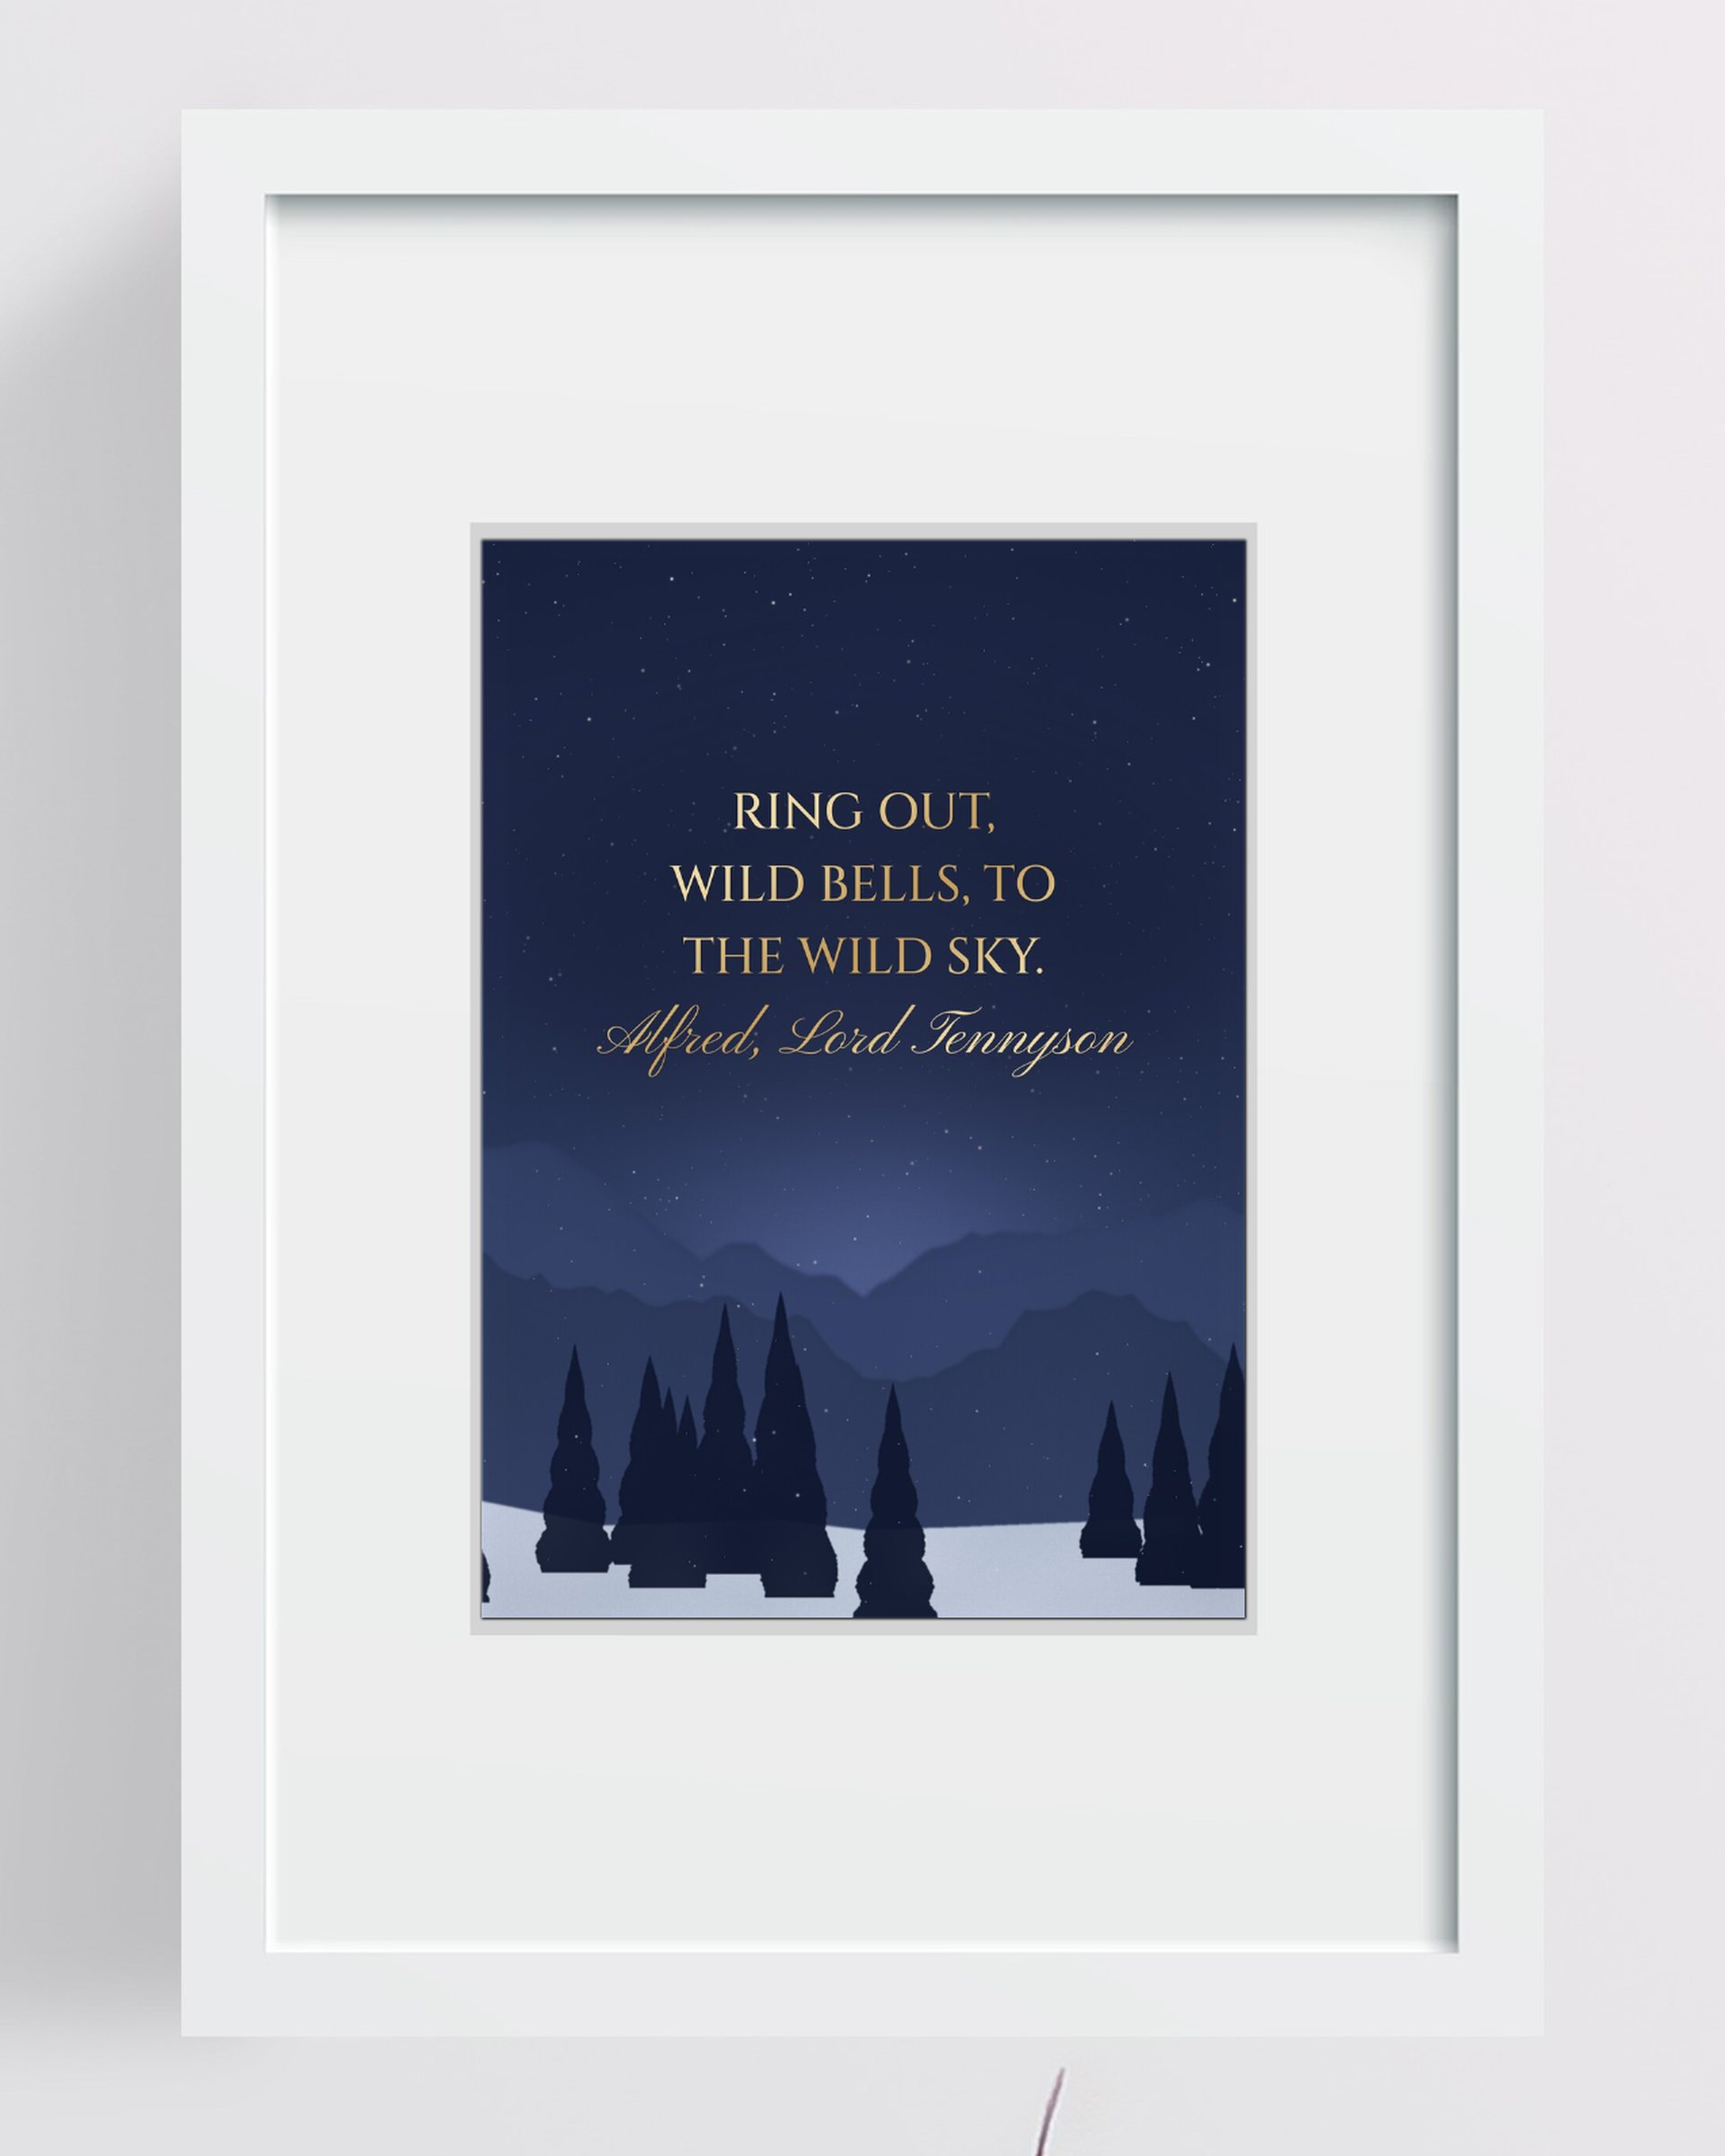 RING OUT,
WILD BELLS, TO
THE WILD SKY.
Alfred, Lord Tennyson